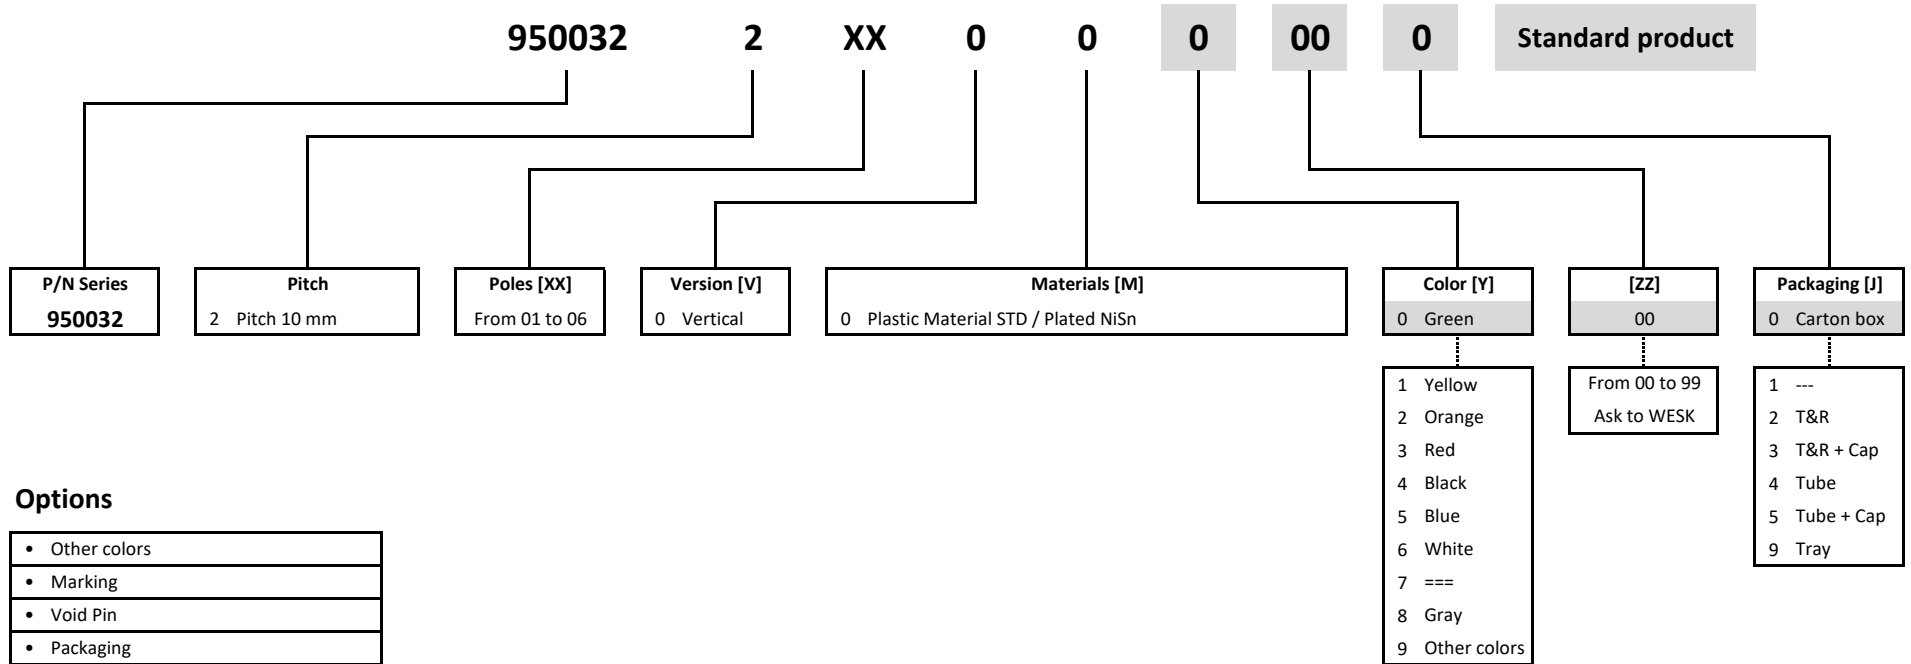 950032 2 XX 0 0 0 00 0 Standard product
P/N Series
950032
Pitch
2 Pitch 10 mm
Poles [XX]
From 01 to 06
Version [V]
0 Vertical
Materials [M]
0 Plastic Material STD / Plated NiSn
Color [Y]
0 Green
1 Yellow
2 Orange
3 Red
4 Black
5 Blue
6 White
7 ===
8 Gray
9 Other colors
[ZZ]
00
From 00 to 99
Ask to WESK
Packaging [J]
0 Carton box
1 ---
2 T&R
3 T&R + Cap
4 Tube
5 Tube + Cap
9 Tray
Options
• Other colors
• Marking
• Void Pin
• Packaging